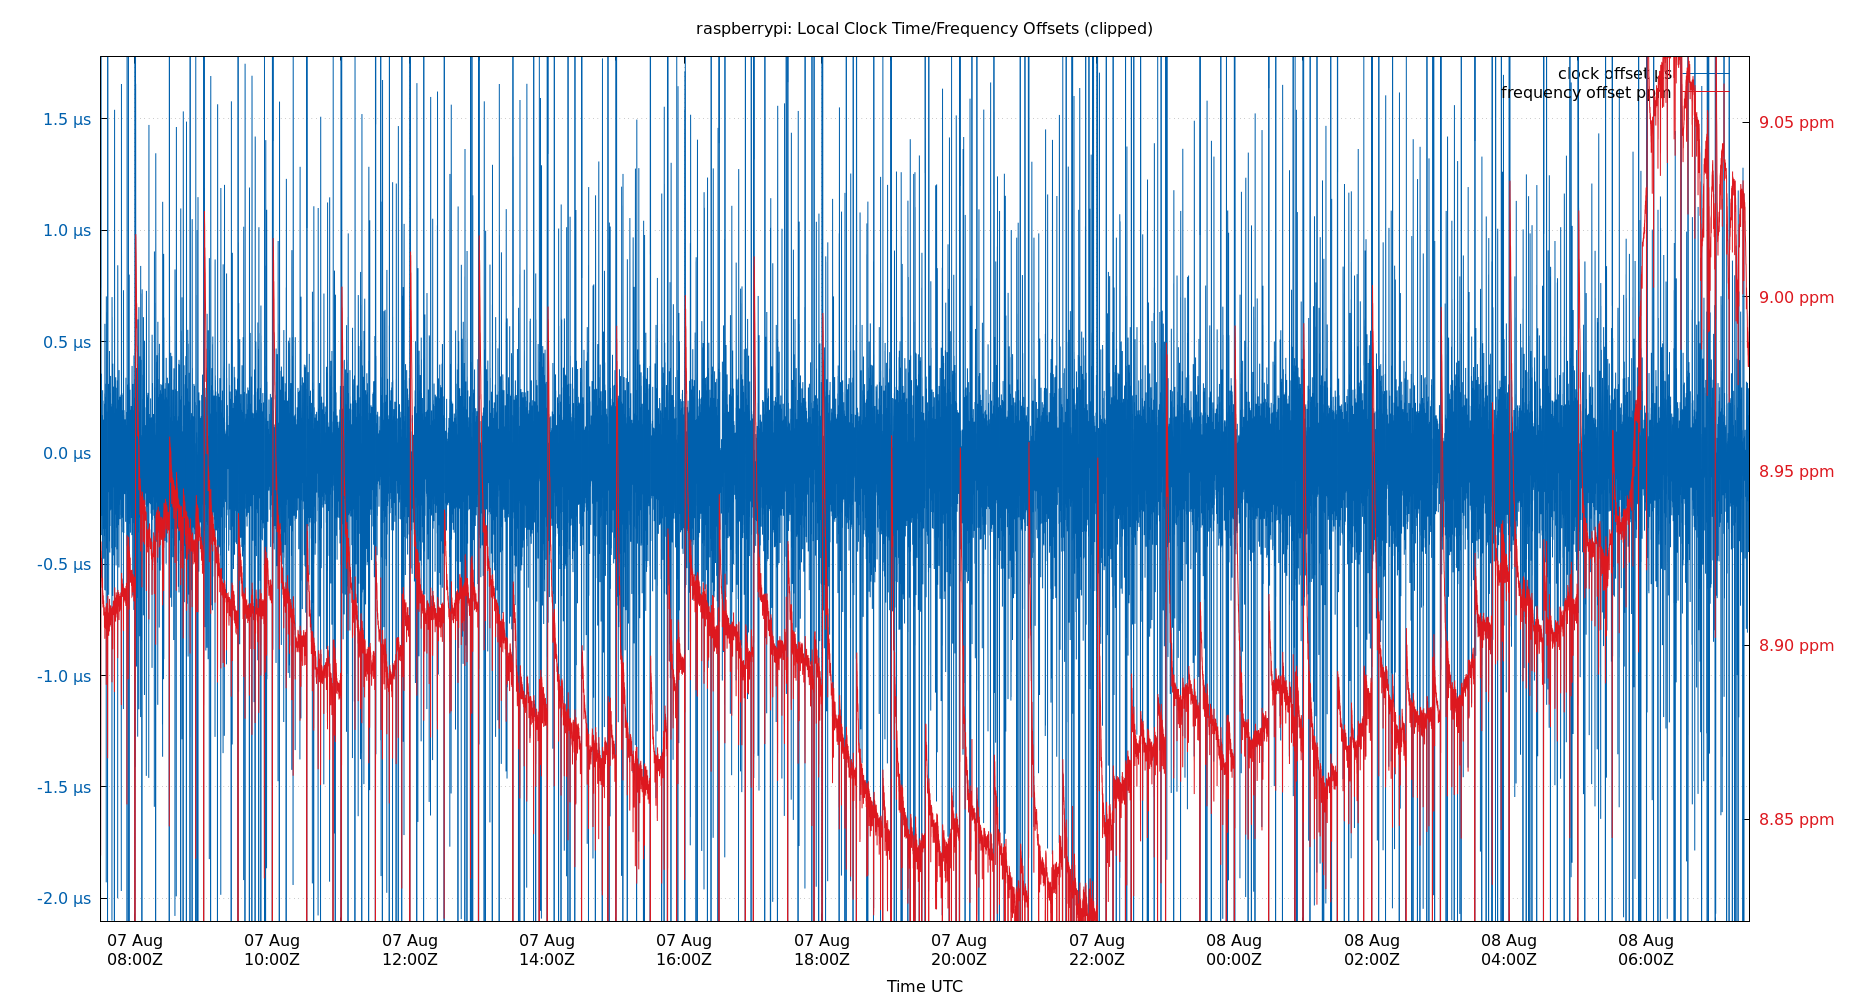 raspberrypi: Local Clock Time/Frequency Offsets (clipped)
clock offset µs
frequency offset ppm
1.5 µs
1.0 µs
0.5 µs
0.0 µs
-0.5 µs
-1.0 µs
-1.5 µs
-2.0 µs
9.05 ppm
9.00 ppm
8.95 ppm
8.90 ppm
8.85 ppm
07 Aug 07 Aug 07 Aug 07 Aug 07 Aug 07 Aug 07 Aug 07 Aug 08 Aug 08 Aug 08 Aug 08 Aug
08:00Z 10:00Z 12:00Z 14:00Z 16:00Z 18:00Z 20:00Z 22:00Z 00:00Z 02:00Z 04:00Z 06:00Z
Time UTC